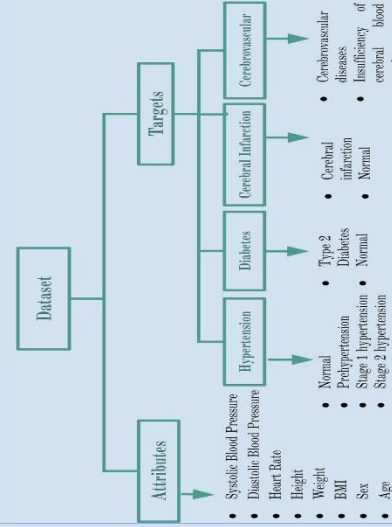 Dataset
Attributes
Targets
Hypertension
Diabetes
Cerebral Infarction
Cerebrovascular
• Systolic Blood Pressure
• Diastolic Blood Pressure
• Heart Rate
• Height
• Weight
• BMI
• Sex
• Age
• Normal
• Prehypertension
• Stage 1 hypertension
• Stage 2 hypertension
• Type 2
Diabetes
• Normal
• Cerebral
infarction
• Normal
• Cerebrovascular
diseases
• Insufficiency of
cerebral blood